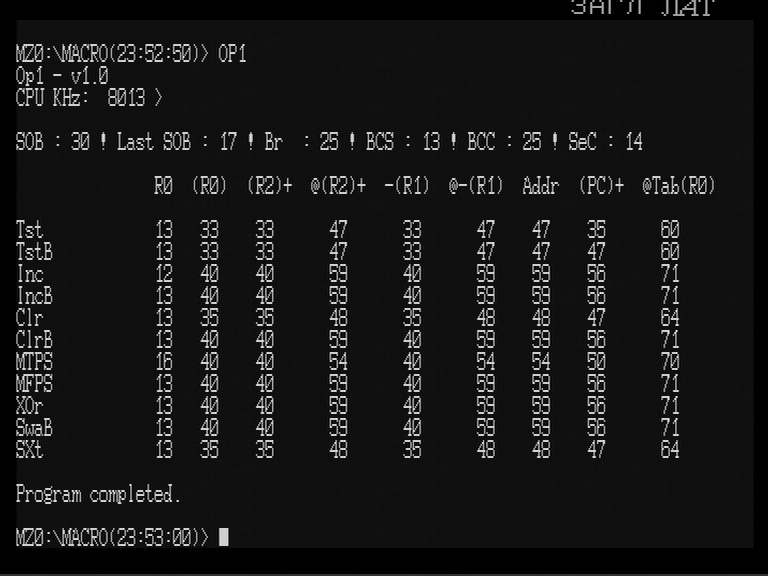 ЗАГЛ ЛАТ
MZ0:\MACRO(23:52:50)> OP1
Op1 - v1.0
CPU KHz:  8013 >
SOB : 30 ! Last SOB : 17 ! Br  : 25 ! BCS : 13 ! BCC : 25 ! SeC : 14
R0 (R0) (R2)+ @(R2)+ -(R1) @-(R1) Addr (PC)+ @Tab(R0)
Tst 13 33 33 47 33 47 47 35 60
TstB 13 33 33 47 33 47 47 47 60
Inc 12 40 40 59 40 59 59 56 71
IncB 13 40 40 59 40 59 59 56 71
Clr 13 35 35 48 35 48 48 47 64
ClrB 13 40 40 59 40 59 59 56 71
MTPS 16 40 40 54 40 54 54 50 70
MFPS 13 40 40 59 40 59 59 56 71
XOr 13 40 40 59 40 59 59 56 71
SwaB 13 40 40 59 40 59 59 56 71
SXt 13 35 35 48 35 48 48 47 64
Program completed.
MZ0:\MACRO(23:53:00)>